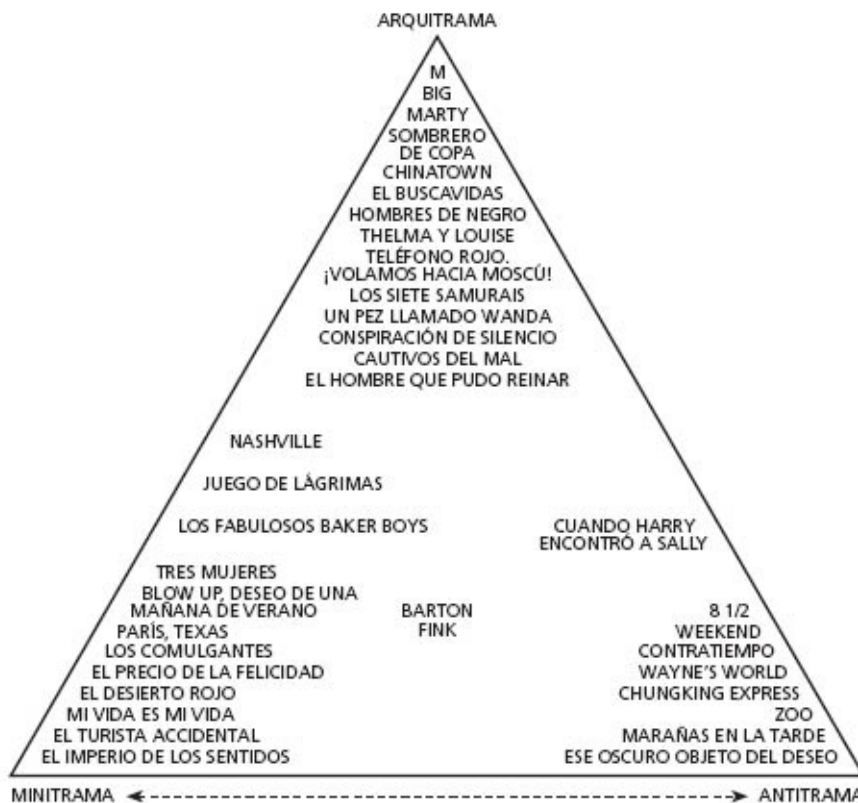 ARQUITRAMA
M
BIG
MARTY
SOMBRERO
DE COPA
CHINATOWN
EL BUSCAVIDAS
HOMBRES DE NEGRO
THELMA Y LOUISE
TELÉFONO ROJO.
¡VOLAMOS HACIA MOSCÚ!
LOS SIETE SAMURAIS
UN PEZ LLAMADO WANDA
CONSPIRACIÓN DE SILENCIO
CAUTIVOS DEL MAL
EL HOMBRE QUE PUDO REINAR
NASHVILLE
JUEGO DE LÁGRIMAS
LOS FABULOSOS BAKER BOYS
CUANDO HARRY
ENCONTRÓ A SALLY
TRES MUJERES
BLOW UP, DESEO DE UNA
MAÑANA DE VERANO
PARÍS, TEXAS
LOS COMULGANTES
EL PRECIO DE LA FELICIDAD
EL DESIERTO ROJO
MI VIDA ES MI VIDA
EL TURISTA ACCIDENTAL
EL IMPERIO DE LOS SENTIDOS
BARTON
FINK
8 1/2
WEEKEND
CONTRATIEMPO
WAYNE'S WORLD
CHUNGKING EXPRESS
ZOO
MARAÑAS EN LA TARDE
ESE OSCURO OBJETO DEL DESEO
MINITRAMA
ANTITRAMA